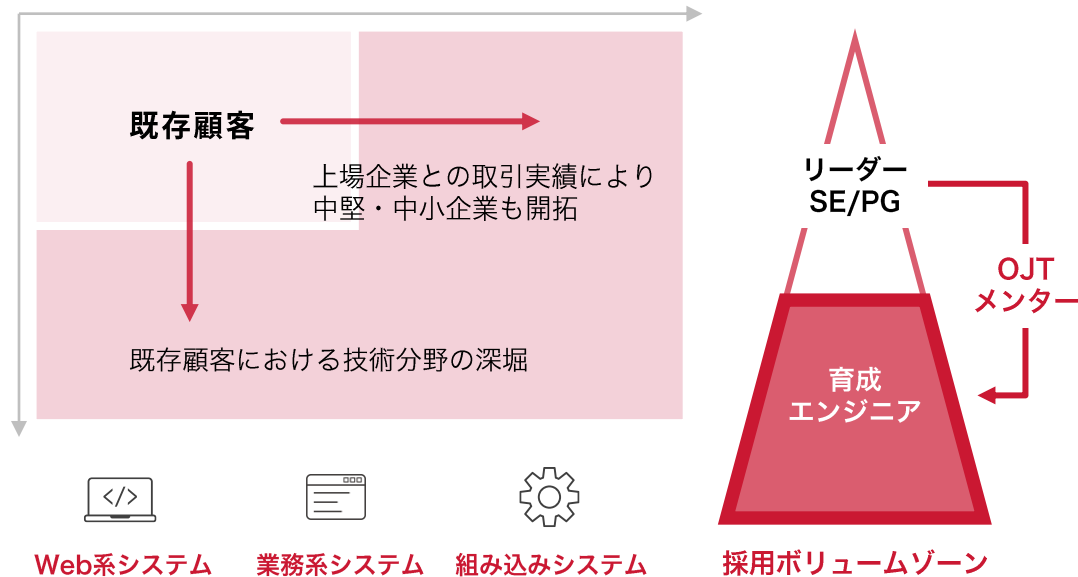 既存顧客
上場企業との取引実績により
中堅・中小企業も開拓
既存顧客における技術分野の深堀
</>
Web系システム
業務系システム
組み込みシステム
リーダー
SE/PG
OJT
メンター
育成
エンジニア
採用ボリュームゾーン